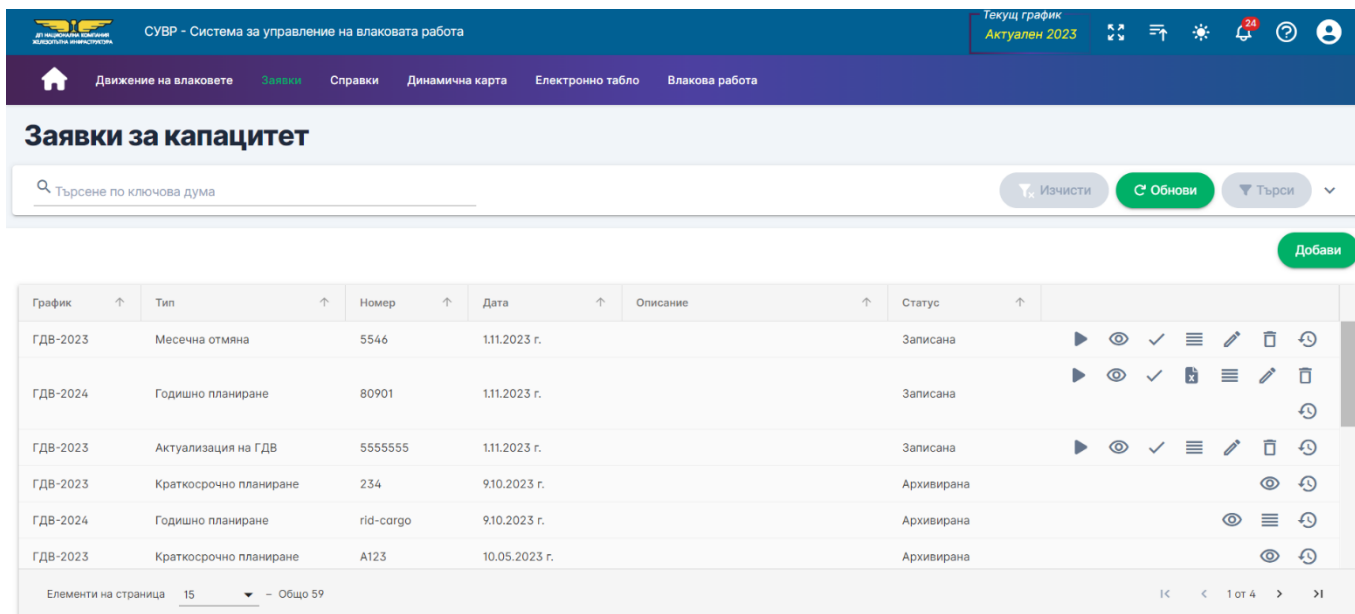 Текущ график
ДП НАЦИОНАЛНА КОМПАНИЯ
ЖЕЛЕЗОПЪТНА ИНФРАСТРУКТУРА
СУВР - Система за управление на влаковата работа
Актуален 2023
24
Движение на влаковете Заявки Справки Динамична карта Електронно табло Влакова работа
Заявки за капацитет
Търсене по ключова дума Изчисти Обнови Търси
Добави
График Тип Номер Дата Описание Статус
ГДВ-2023 Месечна отмяна 5546 1.11.2023 г. Записана
ГДВ-2024 Годишно планиране 80901 1.11.2023 г. Записана
ГДВ-2023 Актуализация на ГДВ 5555555 1.11.2023 г. Записана
ГДВ-2023 Краткосрочно планиране 234 9.10.2023 г. Архивирана
ГДВ-2024 Годишно планиране rid-cargo 9.10.2023 г. Архивирана
ГДВ-2023 Краткосрочно планиране A123 10.05.2023 г. Архивирана
Елементи на страница 15 – Общо 59 1 от 4